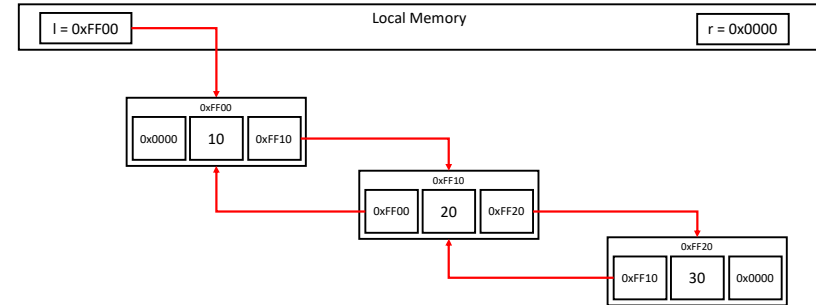 Local Memory
l = 0xFF00
r = 0x0000
0xFF00
0x0000 10 0xFF10
0xFF10
0xFF00 20 0xFF20
0xFF20
0xFF10 30 0x0000